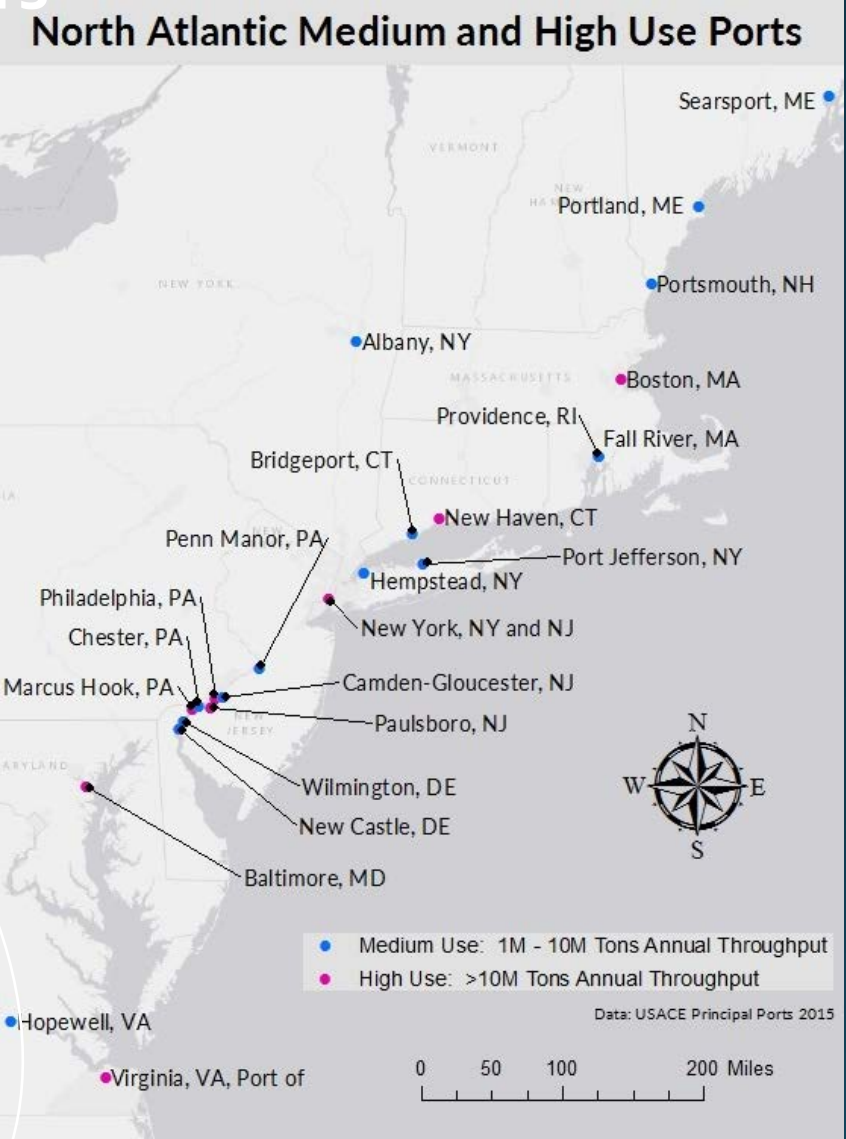 North Atlantic Medium and High Use Ports
Searsport, ME
VERMONT
NEW
Portland, ME
NEW YORK
Portsmouth, NH
Albany, NY
MASSACHUSETTS
Boston, MA
Providence, RI
Fall River, MA
Bridgeport, CT
CONNECTICUT
New Haven, CT
Penn Manor, PA
Port Jefferson, NY
Hempstead, NY
Philadelphia, PA
New York, NY and NJ
Chester, PA
Marcus Hook, PA
Camden-Gloucester, NJ
NEW
JERSEY
Paulsboro, NJ
N
W
E
S
ARYLAND
Wilmington, DE
New Castle, DE
Baltimore, MD
Medium Use: 1M - 10M Tons Annual Throughput
High Use: >10M Tons Annual Throughput
Data: USACE Principal Ports 2015
Hopewell, VA
Virginia, VA, Port of
0 50 100 200 Miles